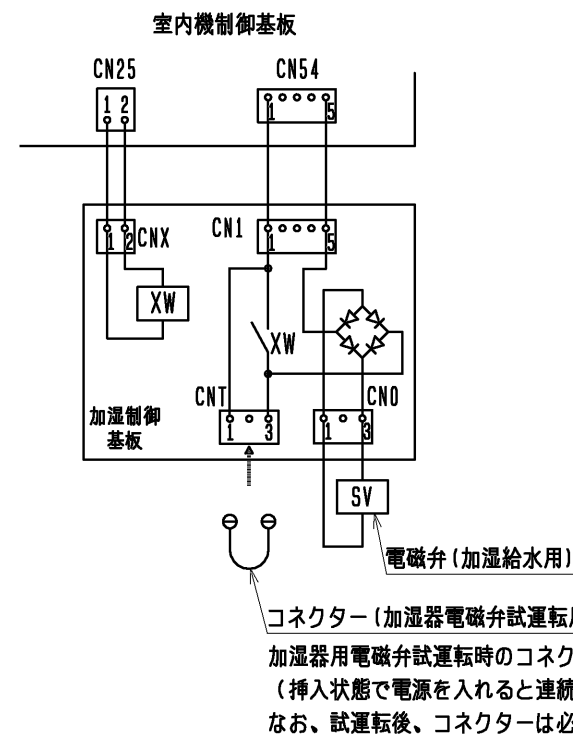 室内機制御基板
CN25
CN54
1 2
1 5
CNX
CN1
1 2
1 5
XW
XW
CNT
CNO
加湿制御
基板
1 3
1 3
SV
電磁弁(加湿給水用)
コネクター(加湿器電磁弁試運転
加湿器用電磁弁試運転時のコネク
(挿入状態で電源を入れると連続
なお、試運転後、コネクターは必